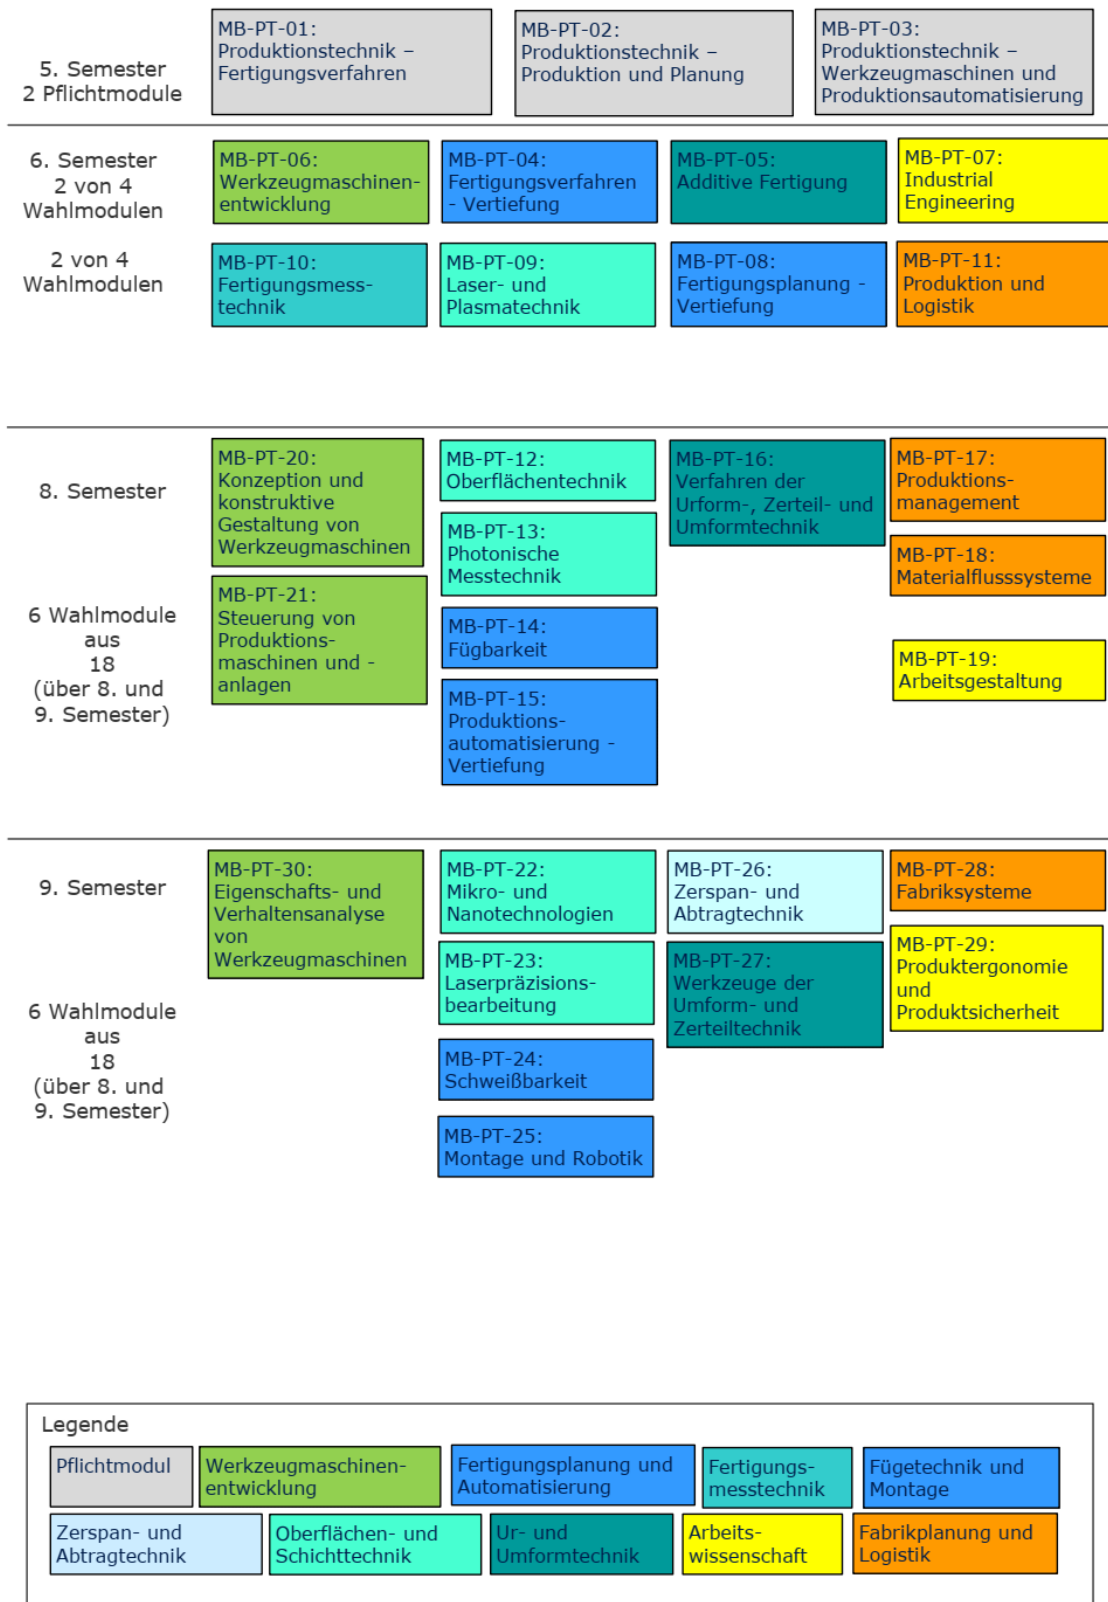 5. Semester
2 Pflichtmodule
MB-PT-01:
Produktionstechnik –
Fertigungsverfahren
MB-PT-02:
Produktionstechnik –
Produktion und Planung
MB-PT-03:
Produktionstechnik –
Werkzeugmaschinen und
Produktionsautomatisierung
6. Semester
2 von 4
Wahlmodulen
MB-PT-06:
Werkzeugmaschinen-
entwicklung
MB-PT-04:
Fertigungsverfahren
- Vertiefung
MB-PT-05:
Additive Fertigung
MB-PT-07:
Industrial
Engineering
2 von 4
Wahlmodulen
MB-PT-10:
Fertigungsmess-
technik
MB-PT-09:
Laser- und
Plasmatechnik
MB-PT-08:
Fertigungsplanung -
Vertiefung
MB-PT-11:
Produktion und
Logistik
8. Semester
6 Wahlmodule
aus
18
(über 8. und
9. Semester)
MB-PT-20:
Konzeption und
konstruktive
Gestaltung von
Werkzeugmaschinen
MB-PT-21:
Steuerung von
Produktions-
maschinen und -
anlagen
MB-PT-12:
Oberflächentechnik
MB-PT-13:
Photonische
Messtechnik
MB-PT-14:
Fügbarkeit
MB-PT-15:
Produktions-
automatisierung -
Vertiefung
MB-PT-16:
Verfahren der
Urform-, Zerteil- und
Umformtechnik
MB-PT-17:
Produktions-
management
MB-PT-18:
Materialflusssysteme
MB-PT-19:
Arbeitsgestaltung
9. Semester
6 Wahlmodule
aus
18
(über 8. und
9. Semester)
MB-PT-30:
Eigenschafts- und
Verhaltensanalyse
von
Werkzeugmaschinen
MB-PT-22:
Mikro- und
Nanotechnologien
MB-PT-23:
Laserpräzisions-
bearbeitung
MB-PT-24:
Schweißbarkeit
MB-PT-25:
Montage und Robotik
MB-PT-26:
Zerspan- und
Abtragtechnik
MB-PT-27:
Werkzeuge der
Umform- und
Zerteiltechnik
MB-PT-28:
Fabriksysteme
MB-PT-29:
Produktergonomie
und
Produktsicherheit
Legende
Pflichtmodul
Werkzeugmaschinen-
entwicklung
Fertigungsplanung und
Automatisierung
Fertigungs-
messtechnik
Fügetechnik und
Montage
Zerspan- und
Abtragtechnik
Oberflächen- und
Schichttechnik
Ur- und
Umformtechnik
Arbeits-
wissenschaft
Fabrikplanung und
Logistik